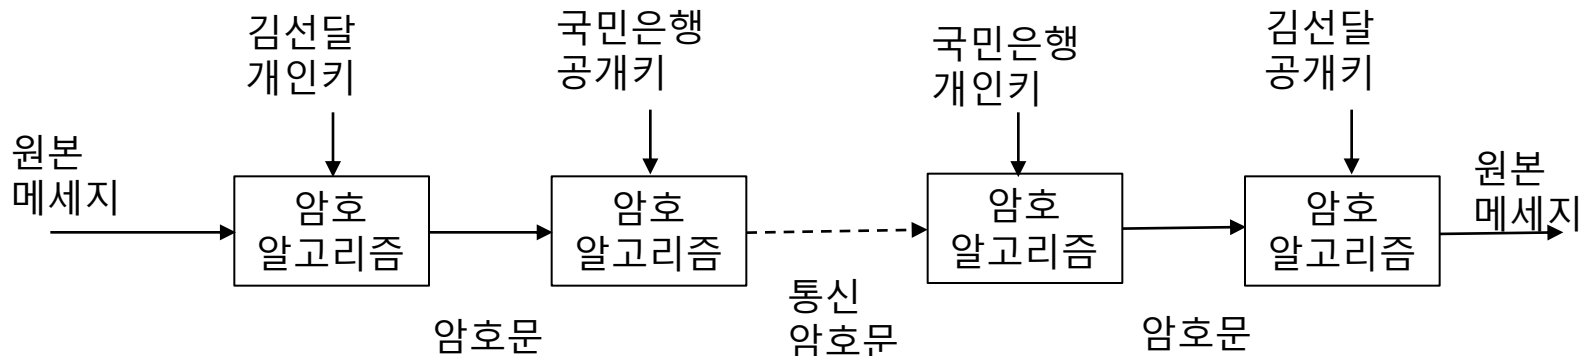 김선달
개인키
국민은행
공개키
국민은행
개인키
김선달
공개키
원본
메세지
암호
알고리즘
암호
알고리즘
암호
알고리즘
암호
알고리즘
원본
메세지
암호문
통신
암호문
암호문